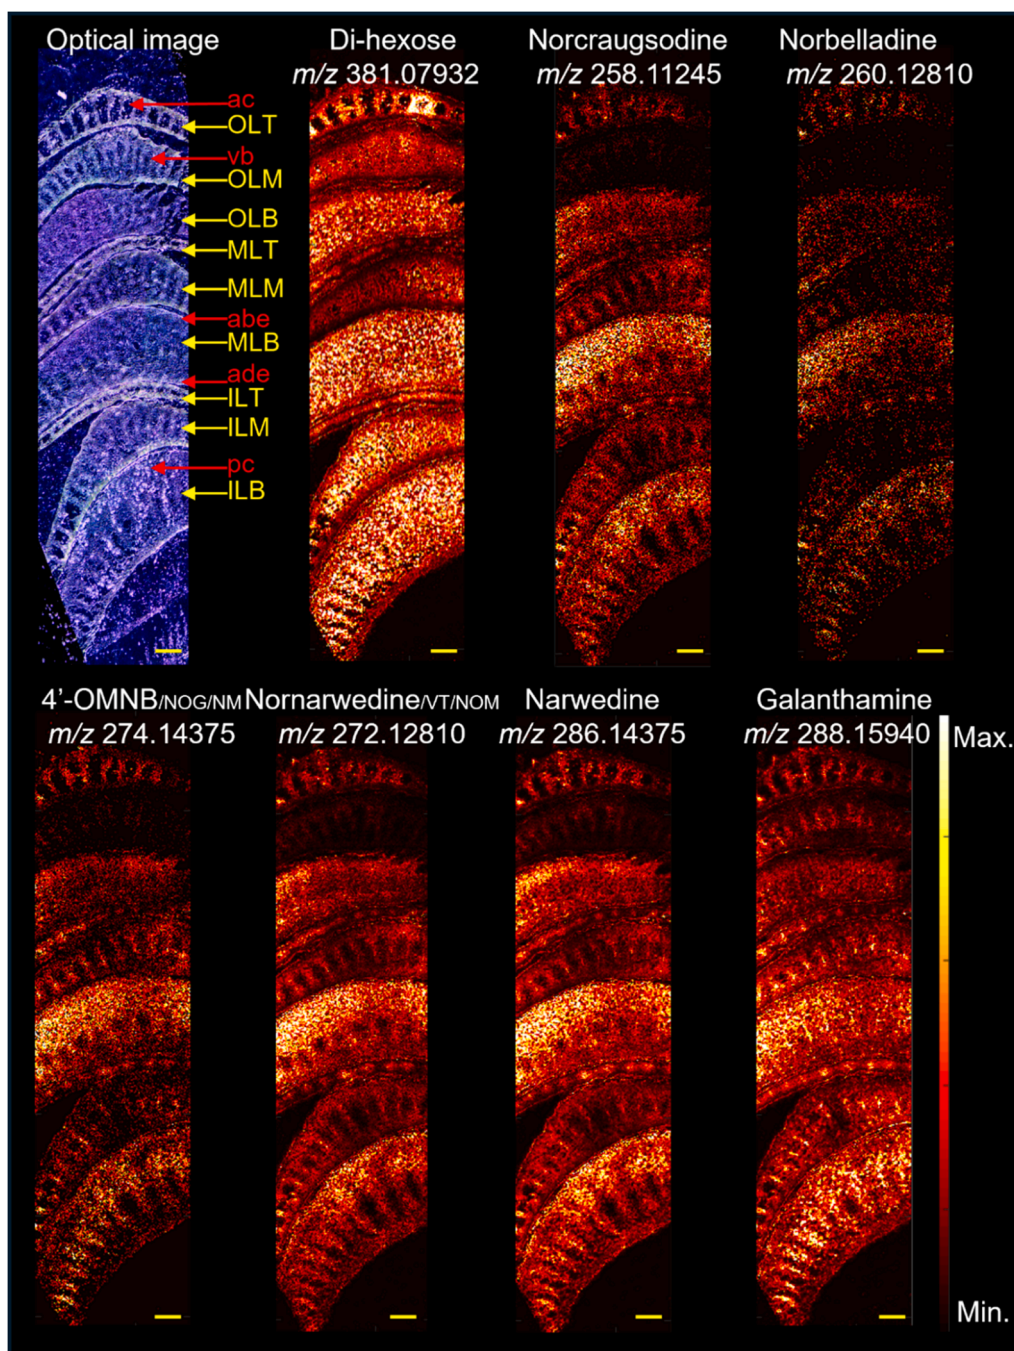 Optical image
Di-hexose
m/z 381.07932
Norcraugsodine
m/z 258.11245
Norbelladine
m/z 260.12810
ac
OLT
vb
OLM
OLB
MLT
MLM
abe
MLB
ade
ILT
ILM
pc
ILB
4’-OMNB/NOG/NM
m/z 274.14375
Nornarwedine/VT/NOM
m/z 272.12810
Narwedine
m/z 286.14375
Galanthamine
m/z 288.15940
Max.
Min.